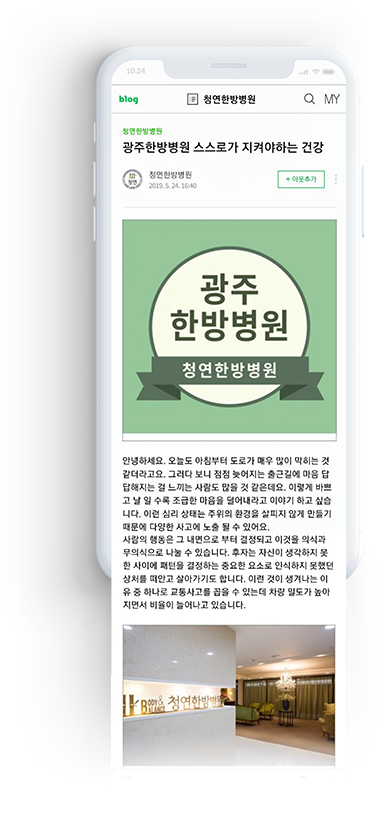 10:24
blog
청연한방병원
MY
청연한방병원
광주한방병원 스스로가 지켜야하는 건강
청연한방병원
2019. 5. 24. 16:40
+ 이웃추가
광주
한방병원
청연한방병원
안녕하세요. 오늘도 아침부터 도로가 매우 많이 막히는 것
같더라고요. 그러다 보니 점점 늦어지는 출근길에 마음 답
답해지는 걸 느끼는 사람도 많을 것 같은데요. 이렇게 바쁘
고 날 일 수록 조급한 마음을 덜어내라고 이야기 하고 싶습
니다. 이런 심리 상태는 주위의 환경을 살피지 않게 만들기
때문에 다양한 사고에 노출 될 수 있어요.
사람의 행동은 그 내면으로 부터 결정되고 이것을 의식과
무의식으로 나눌 수 있습니다. 후자는 자신이 생각하지 못
한 사이에 패턴을 결정하는 중요한 요소로 인식하지 못했던
상처를 떠안고 살아가기도 합니다. 이런 것이 생겨나는 이
유 중 하나로 교통사고를 꼽을 수 있는데 차량 밀도가 높아
지면서 비율이 늘어나고 있습니다.
BODY & BALANCE 청연한방병원